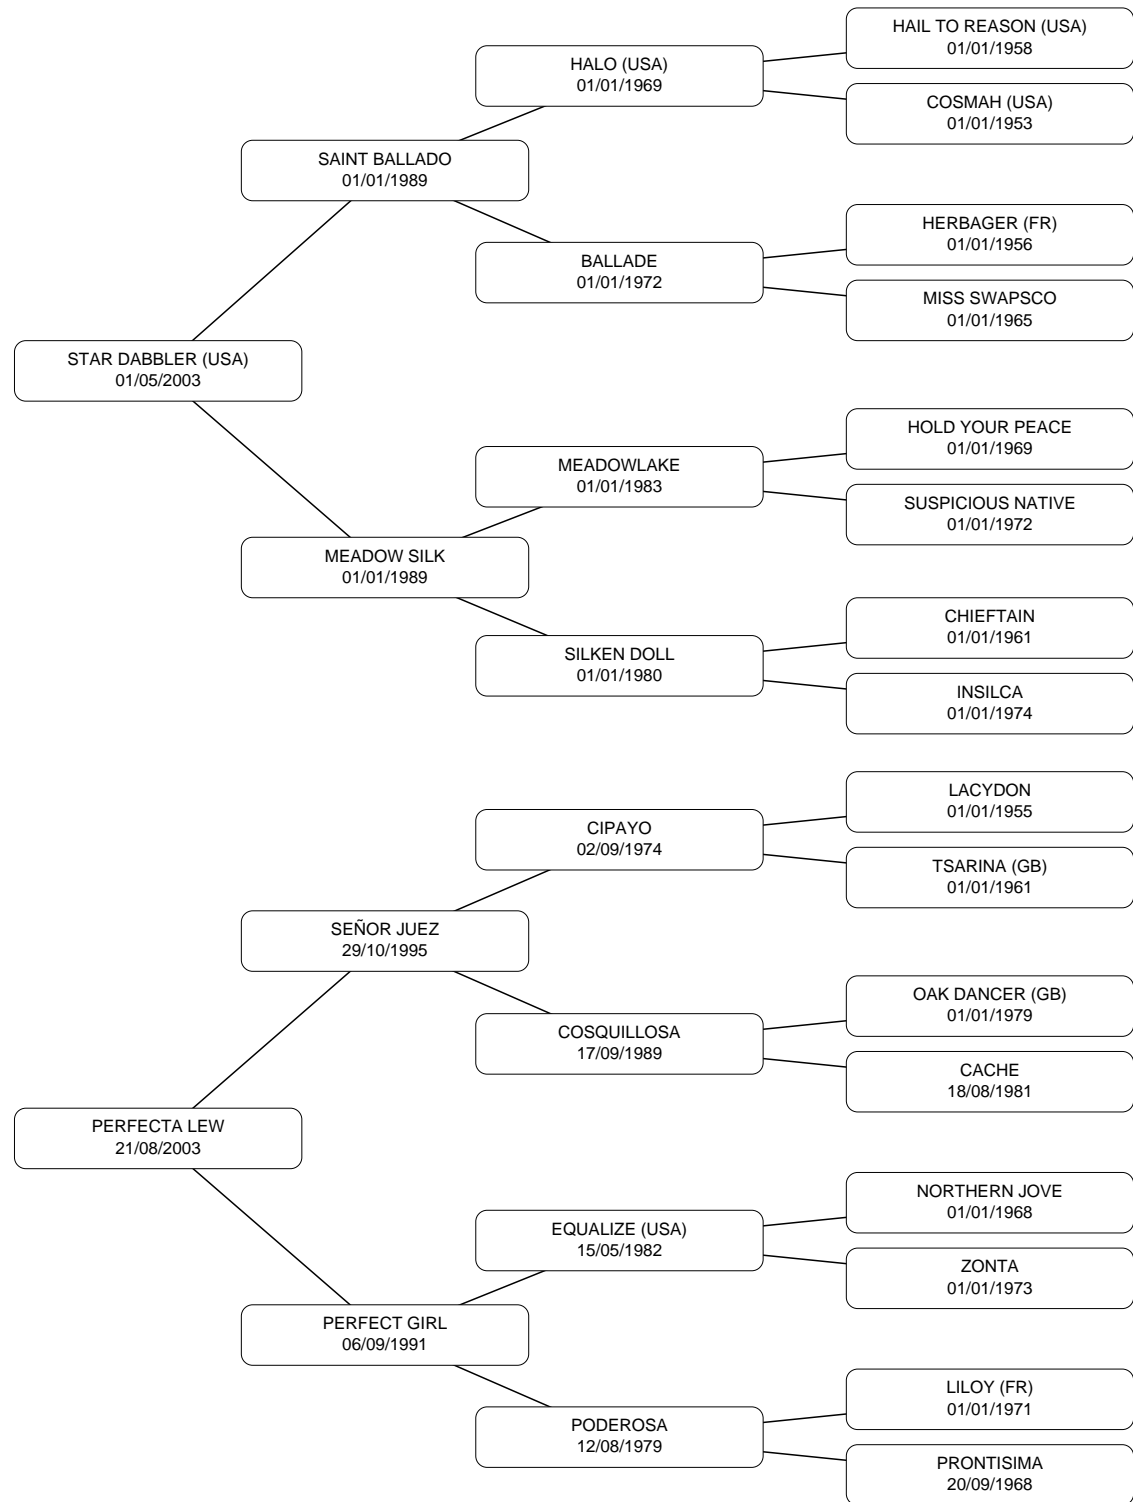 HAIL TO REASON (USA)
01/01/1958
HALO (USA)
01/01/1969
COSMAH (USA)
01/01/1953
SAINT BALLADO
01/01/1989
HERBAGER (FR)
01/01/1956
BALLADE
01/01/1972
MISS SWAPSCO
01/01/1965
STAR DABBLER (USA)
01/05/2003
HOLD YOUR PEACE
01/01/1969
MEADOWLAKE
01/01/1983
SUSPICIOUS NATIVE
01/01/1972
MEADOW SILK
01/01/1989
CHIEFTAIN
01/01/1961
SILKEN DOLL
01/01/1980
INSILCA
01/01/1974
LACYDON
01/01/1955
CIPAYO
02/09/1974
TSARINA (GB)
01/01/1961
SEÑOR JUEZ
29/10/1995
OAK DANCER (GB)
01/01/1979
COSQUILLOSA
17/09/1989
CACHE
18/08/1981
PERFECTA LEW
21/08/2003
NORTHERN JOVE
01/01/1968
EQUALIZE (USA)
15/05/1982
ZONTA
01/01/1973
PERFECT GIRL
06/09/1991
LILOY (FR)
01/01/1971
PODEROSA
12/08/1979
PRONTISIMA
20/09/1968